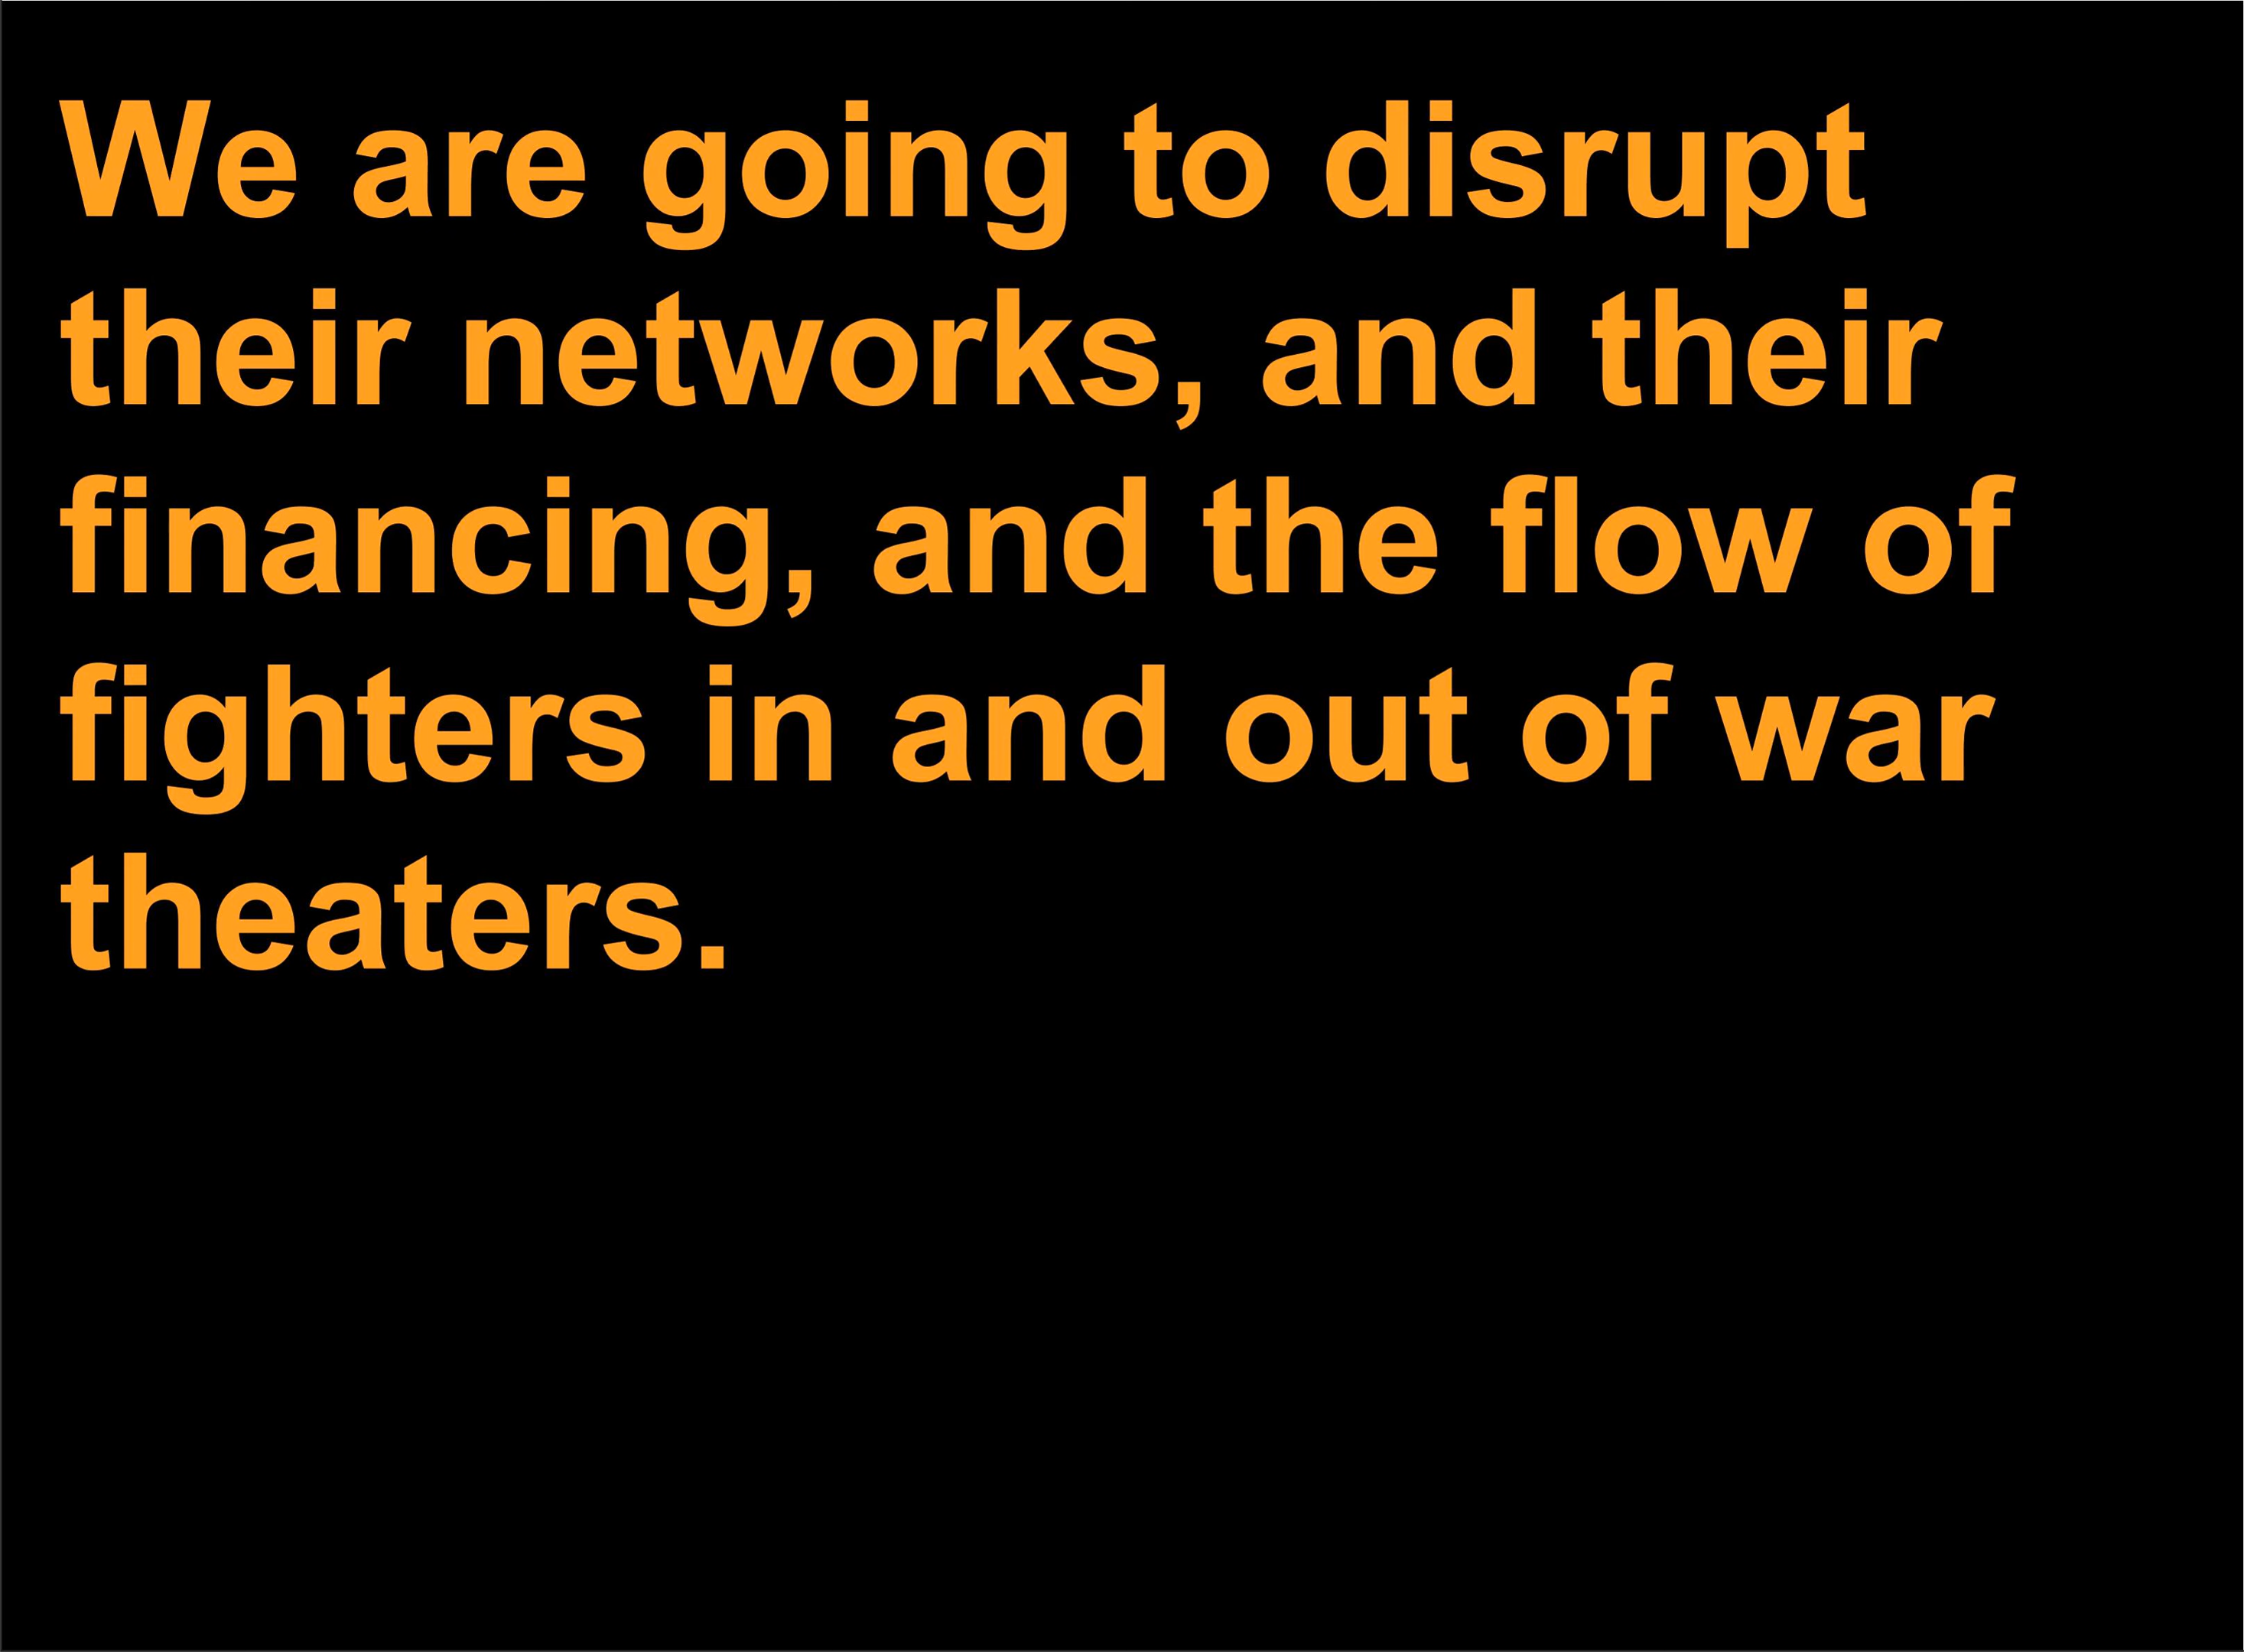 We are going to disrupt
their networks, and their
financing, and the flow of
fighters in and out of war
theaters.